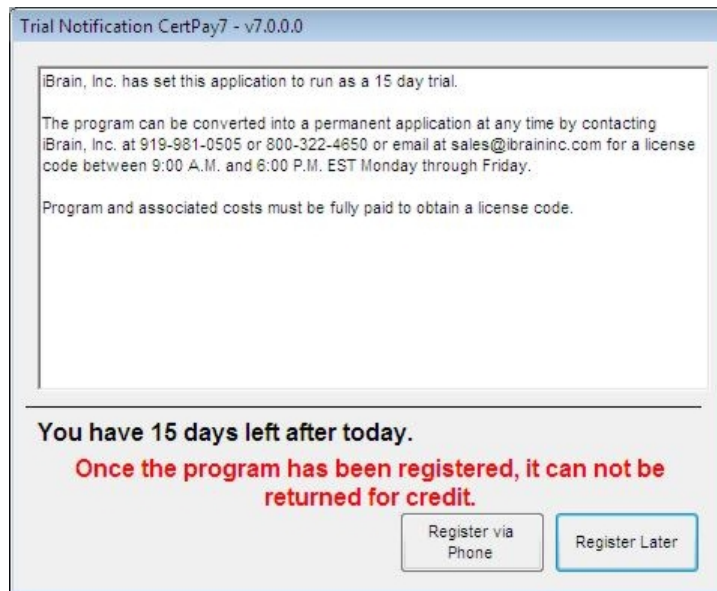 Trial Notification CertPay7 - v7.0.0.0
iBrain, Inc. has set this application to run as a 15 day trial.
The program can be converted into a permanent application at any time by contacting
iBrain, Inc. at 919-981-0505 or 800-322-4650 or email at sales@ibraininc.com for a license
code between 9:00 A.M. and 6:00 P.M. EST Monday through Friday.
Program and associated costs must be fully paid to obtain a license code.
You have 15 days left after today.
Once the program has been registered, it can not be
returned for credit.
Register via
Phone
Register Later